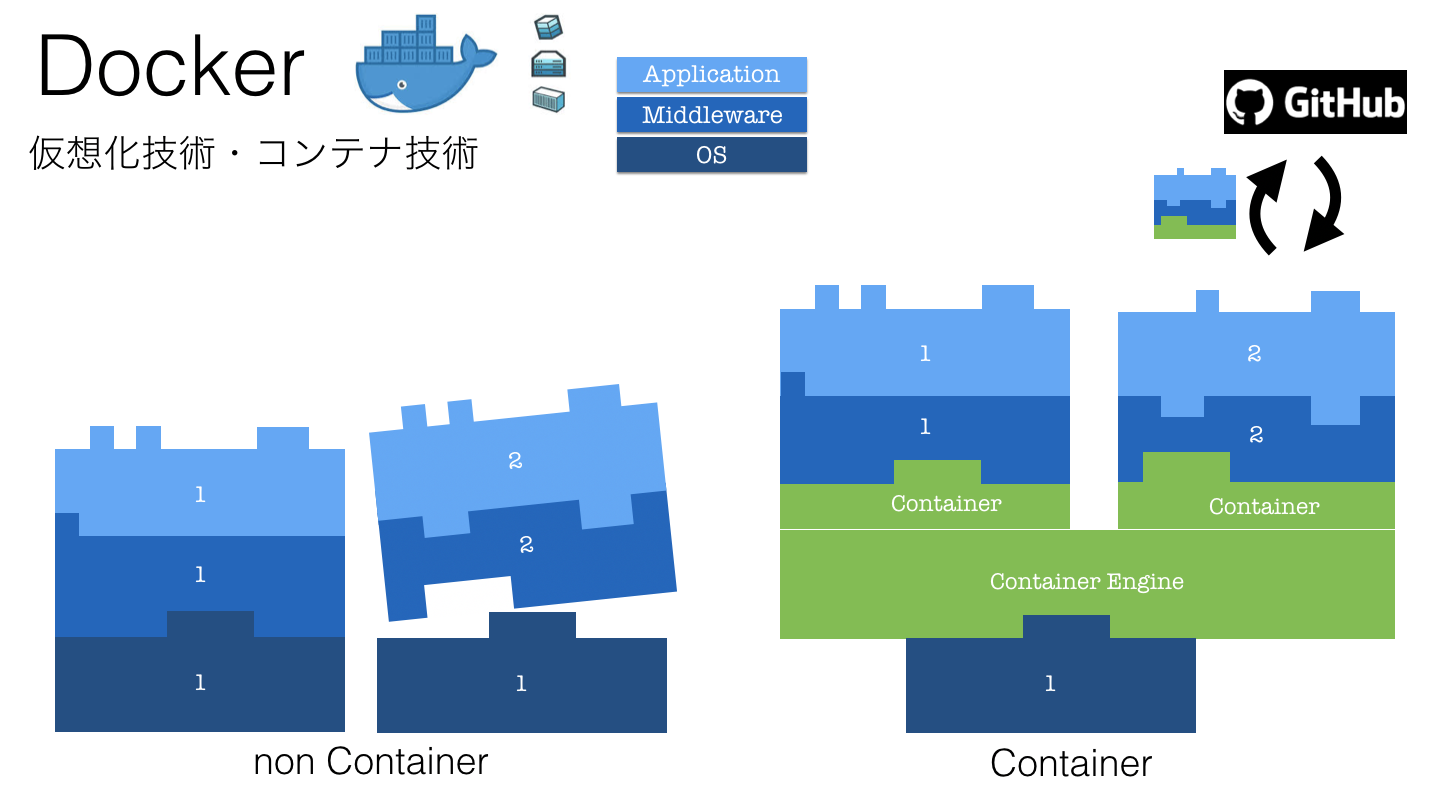 Docker
仮想化技術・コンテナ技術
Application
Middleware
OS
GitHub
1
1
1
2
2
1
non Container
1
1
Container
2
2
Container
Container Engine
1
Container